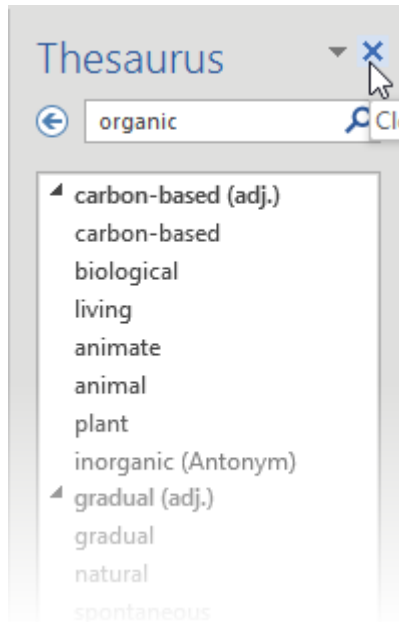 Thesaurus
organic
Cl
carbon-based (adj.)
carbon-based
biological
living
animate
animal
plant
inorganic (Antonym)
gradual (adj.)
gradual
natural
spontaneous